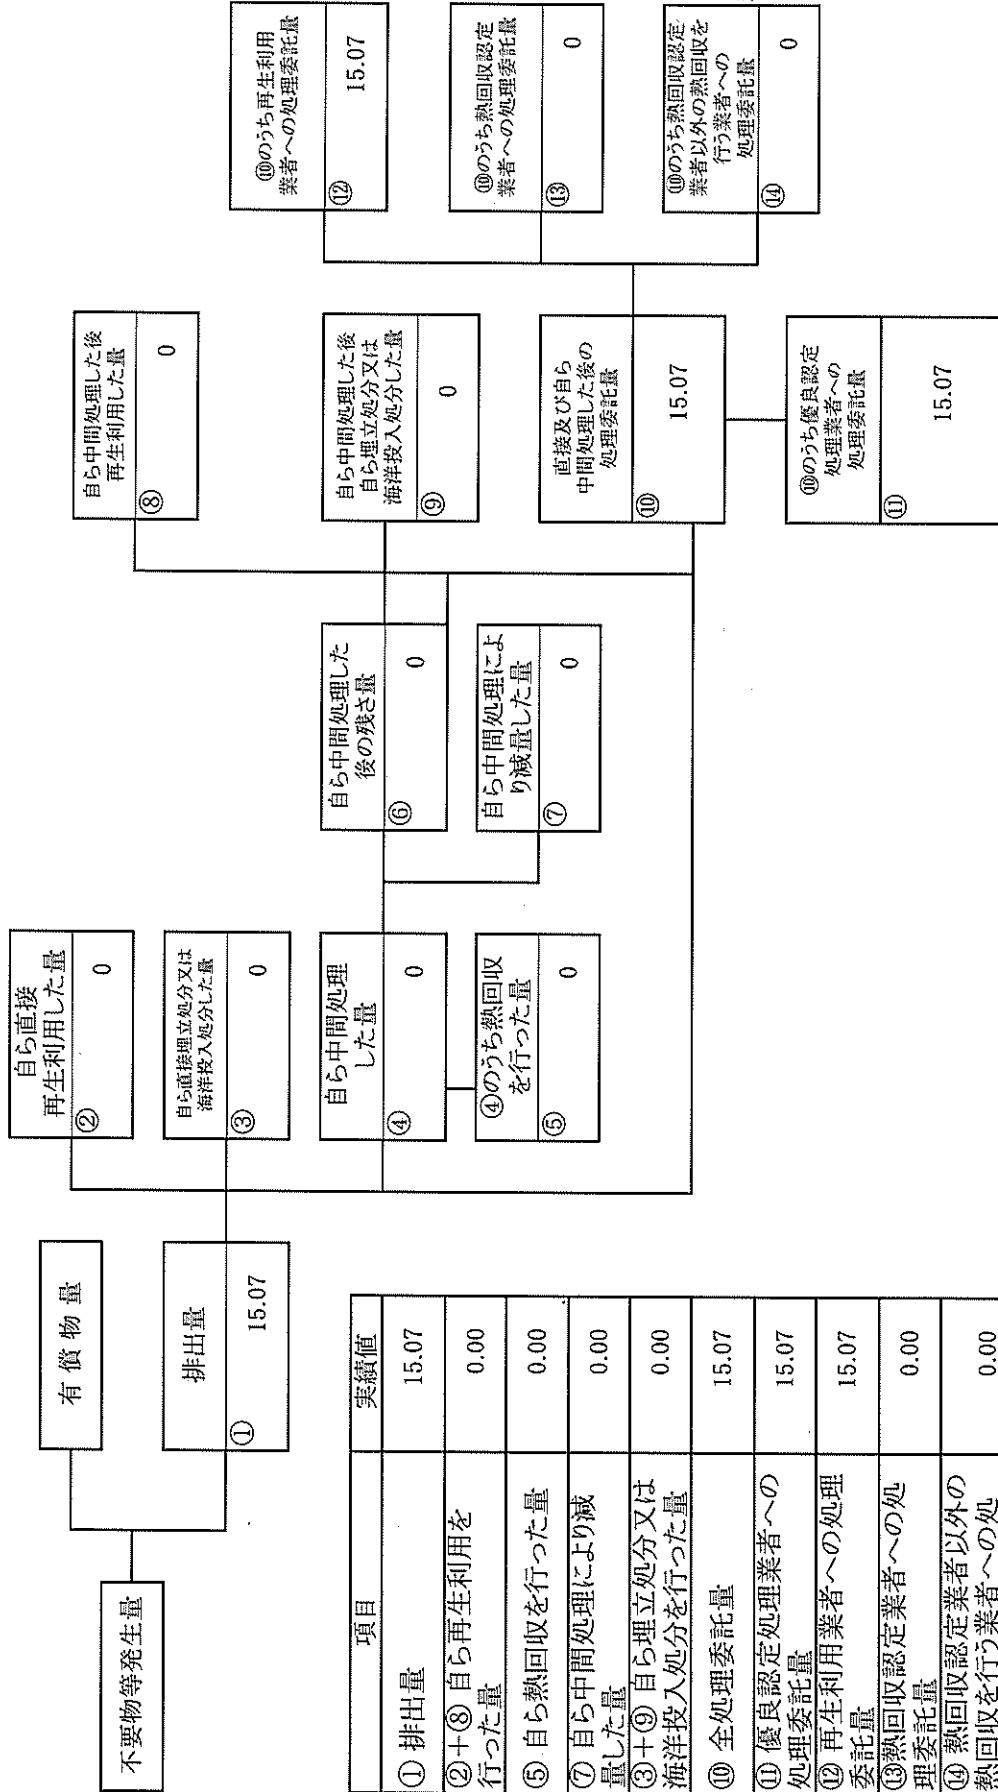 不要物等発生量
有 償 物 量
排出量
①
15.07
自ら直接
再生利用した量
②
0
自ら直接埋立処分又は
海洋投入処分した量
③
0
自ら中間処理
した量
④
0
④のうち熱回収
を行った量
⑤
0
自ら中間処理した
後の残さ量
⑥
0
自ら中間処理によ
り減量した量
⑦
0
自ら中間処理した後
再生利用した量
⑧
0
自ら中間処理した後
自ら埋立処分又は
海洋投入処分した量
⑨
0
直接及び自ら
中間処理した後の
処理委託量
⑩
15.07
⑩のうち優良認定
処理業者への
処理委託量
⑪
15.07
⑩のうち再生利用
業者への処理委託量
⑫
15.07
⑩のうち熱回収認定
業者への処理委託量
⑬
0
⑩のうち熱回収認定
業者以外の熱回収を
行う業者への
処理委託量
⑭
0
項目 実績値
① 排出量 15.07
②+⑧ 自ら再生利用を
行った量 0.00
⑤ 自ら熱回収を行った量 0.00
⑦ 自ら中間処理により減
量した量 0.00
③+⑨ 自ら埋立処分又は
海洋投入処分を行った量 0.00
⑩ 全処理委託量 15.07
⑪ 優良認定処理業者への
処理委託量 15.07
⑫ 再生利用業者への処理
委託量 15.07
⑬熱回収認定業者への処
理委託量 0.00
⑭ 熱回収認定業者以外の
熱回収を行う業者への処 0.00